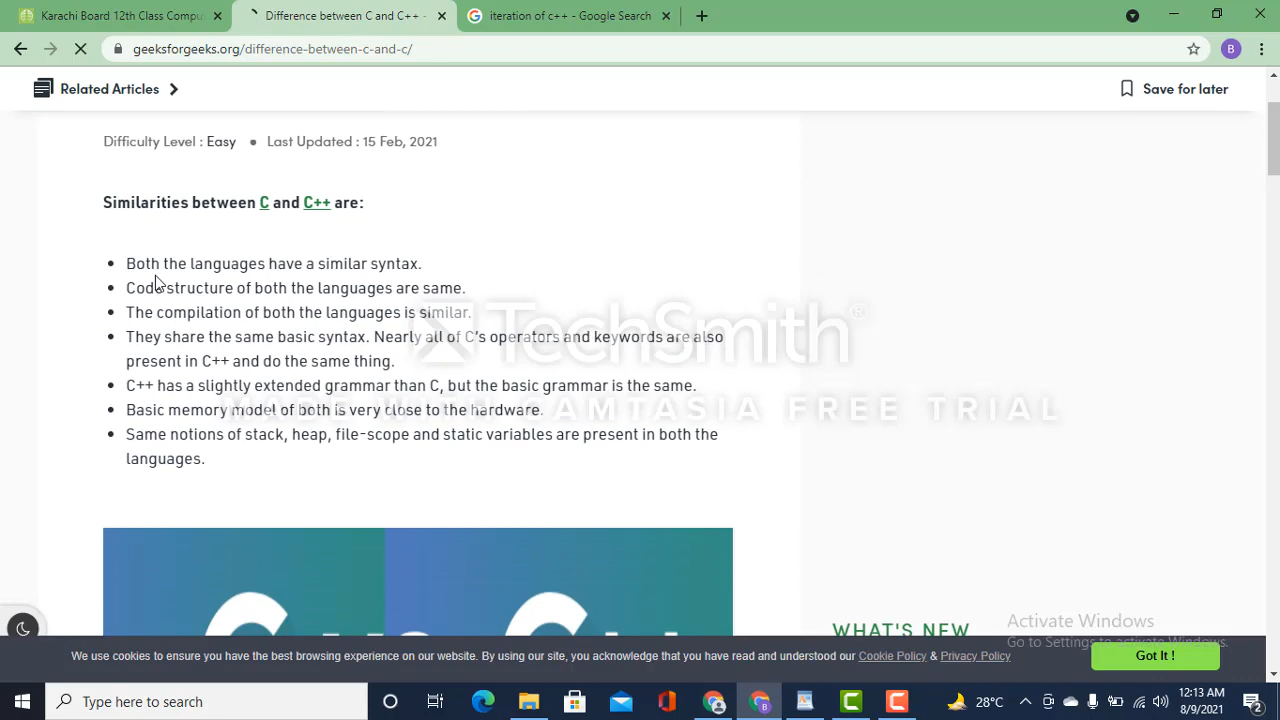 Karachi Board 12th Class Compu
Difference between C and C++ -
iteration of c++ - Google Search
geeksforgeeks.org/difference-between-c-and-c/
B
Related Articles
Save for later
Difficulty Level : Easy
Last Updated : 15 Feb, 2021
Similarities between C and C++ are:
Both the languages have a similar syntax.
Code structure of both the languages are same.
The compilation of both the languages is similar.
They share the same basic syntax. Nearly all of C's operators and keywords are also
present in C++ and do the same thing.
C++ has a slightly extended grammar than C, but the basic grammar is the same.
Basic memory model of both is very close to the hardware.
Same notions of stack, heap, file-scope and static variables are present in both the
languages.
TechSmith®
MADE WITH CAMTASIA FREE TRIAL
WHAT'S NEW
Activate Windows
Go to Settings to activate Windows.
We use cookies to ensure you have the best browsing experience on our website. By using our site, you acknowledge that you have read and understood our Cookie Policy & Privacy Policy
Got It !
Type here to search
28°C
12:13 AM
8/9/2021
2